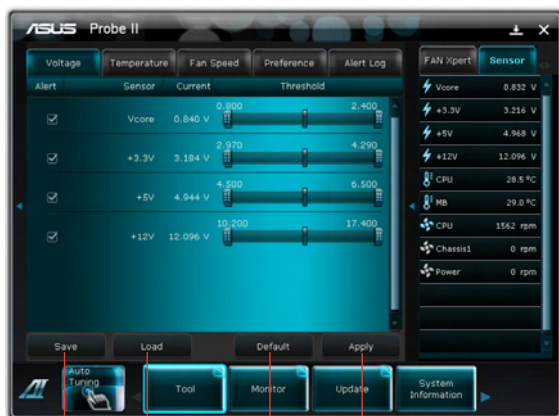 ASUS Probe II
Voltage Temperature Fan Speed Preference Alert Log
Alert Sensor Current Threshold
0.800 2.400
Vcore 0.840 V
2.970 4.290
+3.3V 3.184 V
4.500 6.500
+5V 4.944 V
10.200 17.400
+12V 12.096 V
Save Load Default Apply
FAN Xpert Sensor
Vcore 0.832 V
+3.3V 3.216 V
+5V 4.968 V
+12V 12.096 V
CPU 28.5 ºC
MB 29.0 ºC
CPU 1562 rpm
Chassis1 0 rpm
Power 0 rpm
AI
Auto
Tuning
Tool Monitor Update System
Information